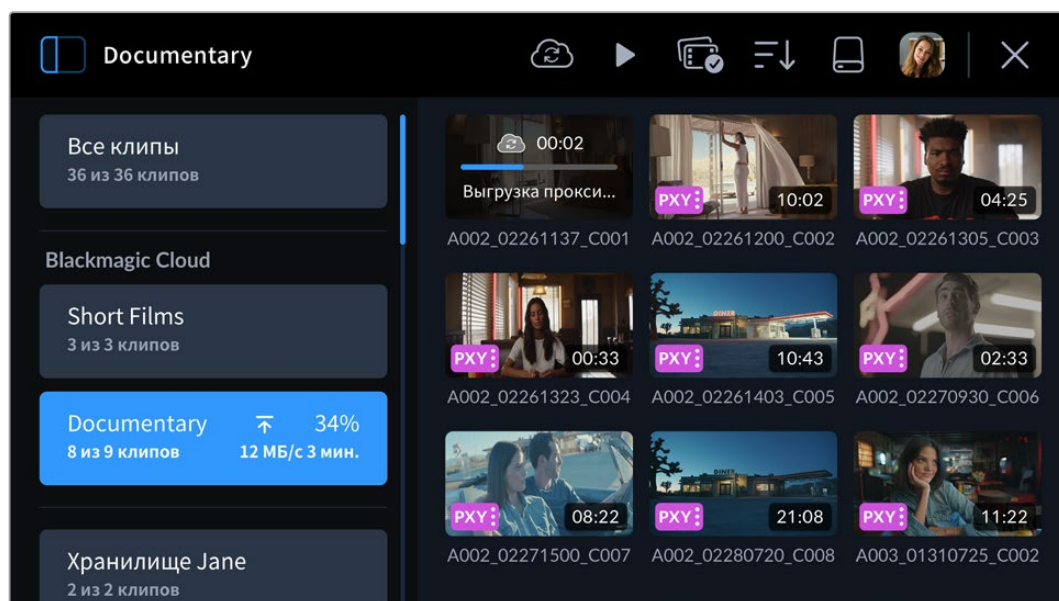 Documentary
Все клипы
36 из 36 клипов
Blackmagic Cloud
Short Films
3 из 3 клипов
Documentary 34%
8 из 9 клипов 12 МБ/с 3 мин.
Хранилище Jane
2 из 2 клипов
00:02
Выгрузка прокси...
PXY 10:02
PXY 04:25
A002_02261137_C001 A002_02261200_C002 A002_02261305_C003
PXY 00:33
DINER
PXY 10:43
PXY 02:33
A002_02261323_C004 A002_02261403_C005 A002_02270930_C006
PXY 08:22
DINER
PXY 21:08
PXY 11:22
A002_02271500_C007 A002_02280720_C008 A003_01310725_C002